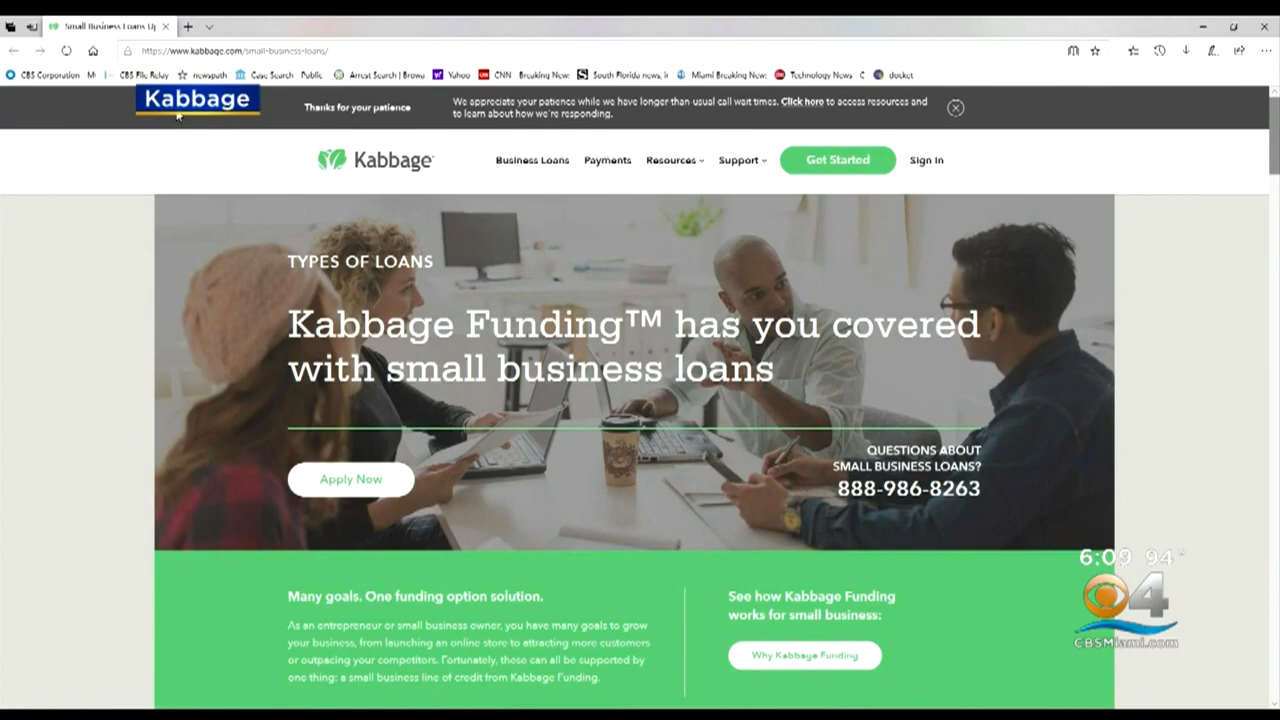 Small Business Loans
https://www.kabbage.com/small-business-loans/
CBS Corporation
CBS File Relay
newspath
Case Search
Public
Arrest Search | Browa
Yahoo
CNN
Breaking New:
South Florida news, i
Miami Breaking New:
Technology News
C
docket
Kabbage
Thanks for your patience
We appreciate your patience while we have longer than usual call wait times. Click here to access resources and
to learn about how we're responding.
Kabbage
Business Loans
Payments
Resources
Support
Get Started
Sign In
TYPES OF LOANS
Kabbage Funding™ has you covered
with small business loans
QUESTIONS ABOUT
SMALL BUSINESS LOANS?
888-986-8263
Apply Now
6:09 94°
4
CBSMiami.com
Many goals. One funding option solution.
As an entrepreneur or small business owner, you have many goals to grow
your business, from launching an online store to attracting more customers
or outpacing your competitors. Fortunately, these can all be supported by
one thing: a small business line of credit from Kabbage Funding.
See how Kabbage Funding
works for small business:
Why Kabbage Funding